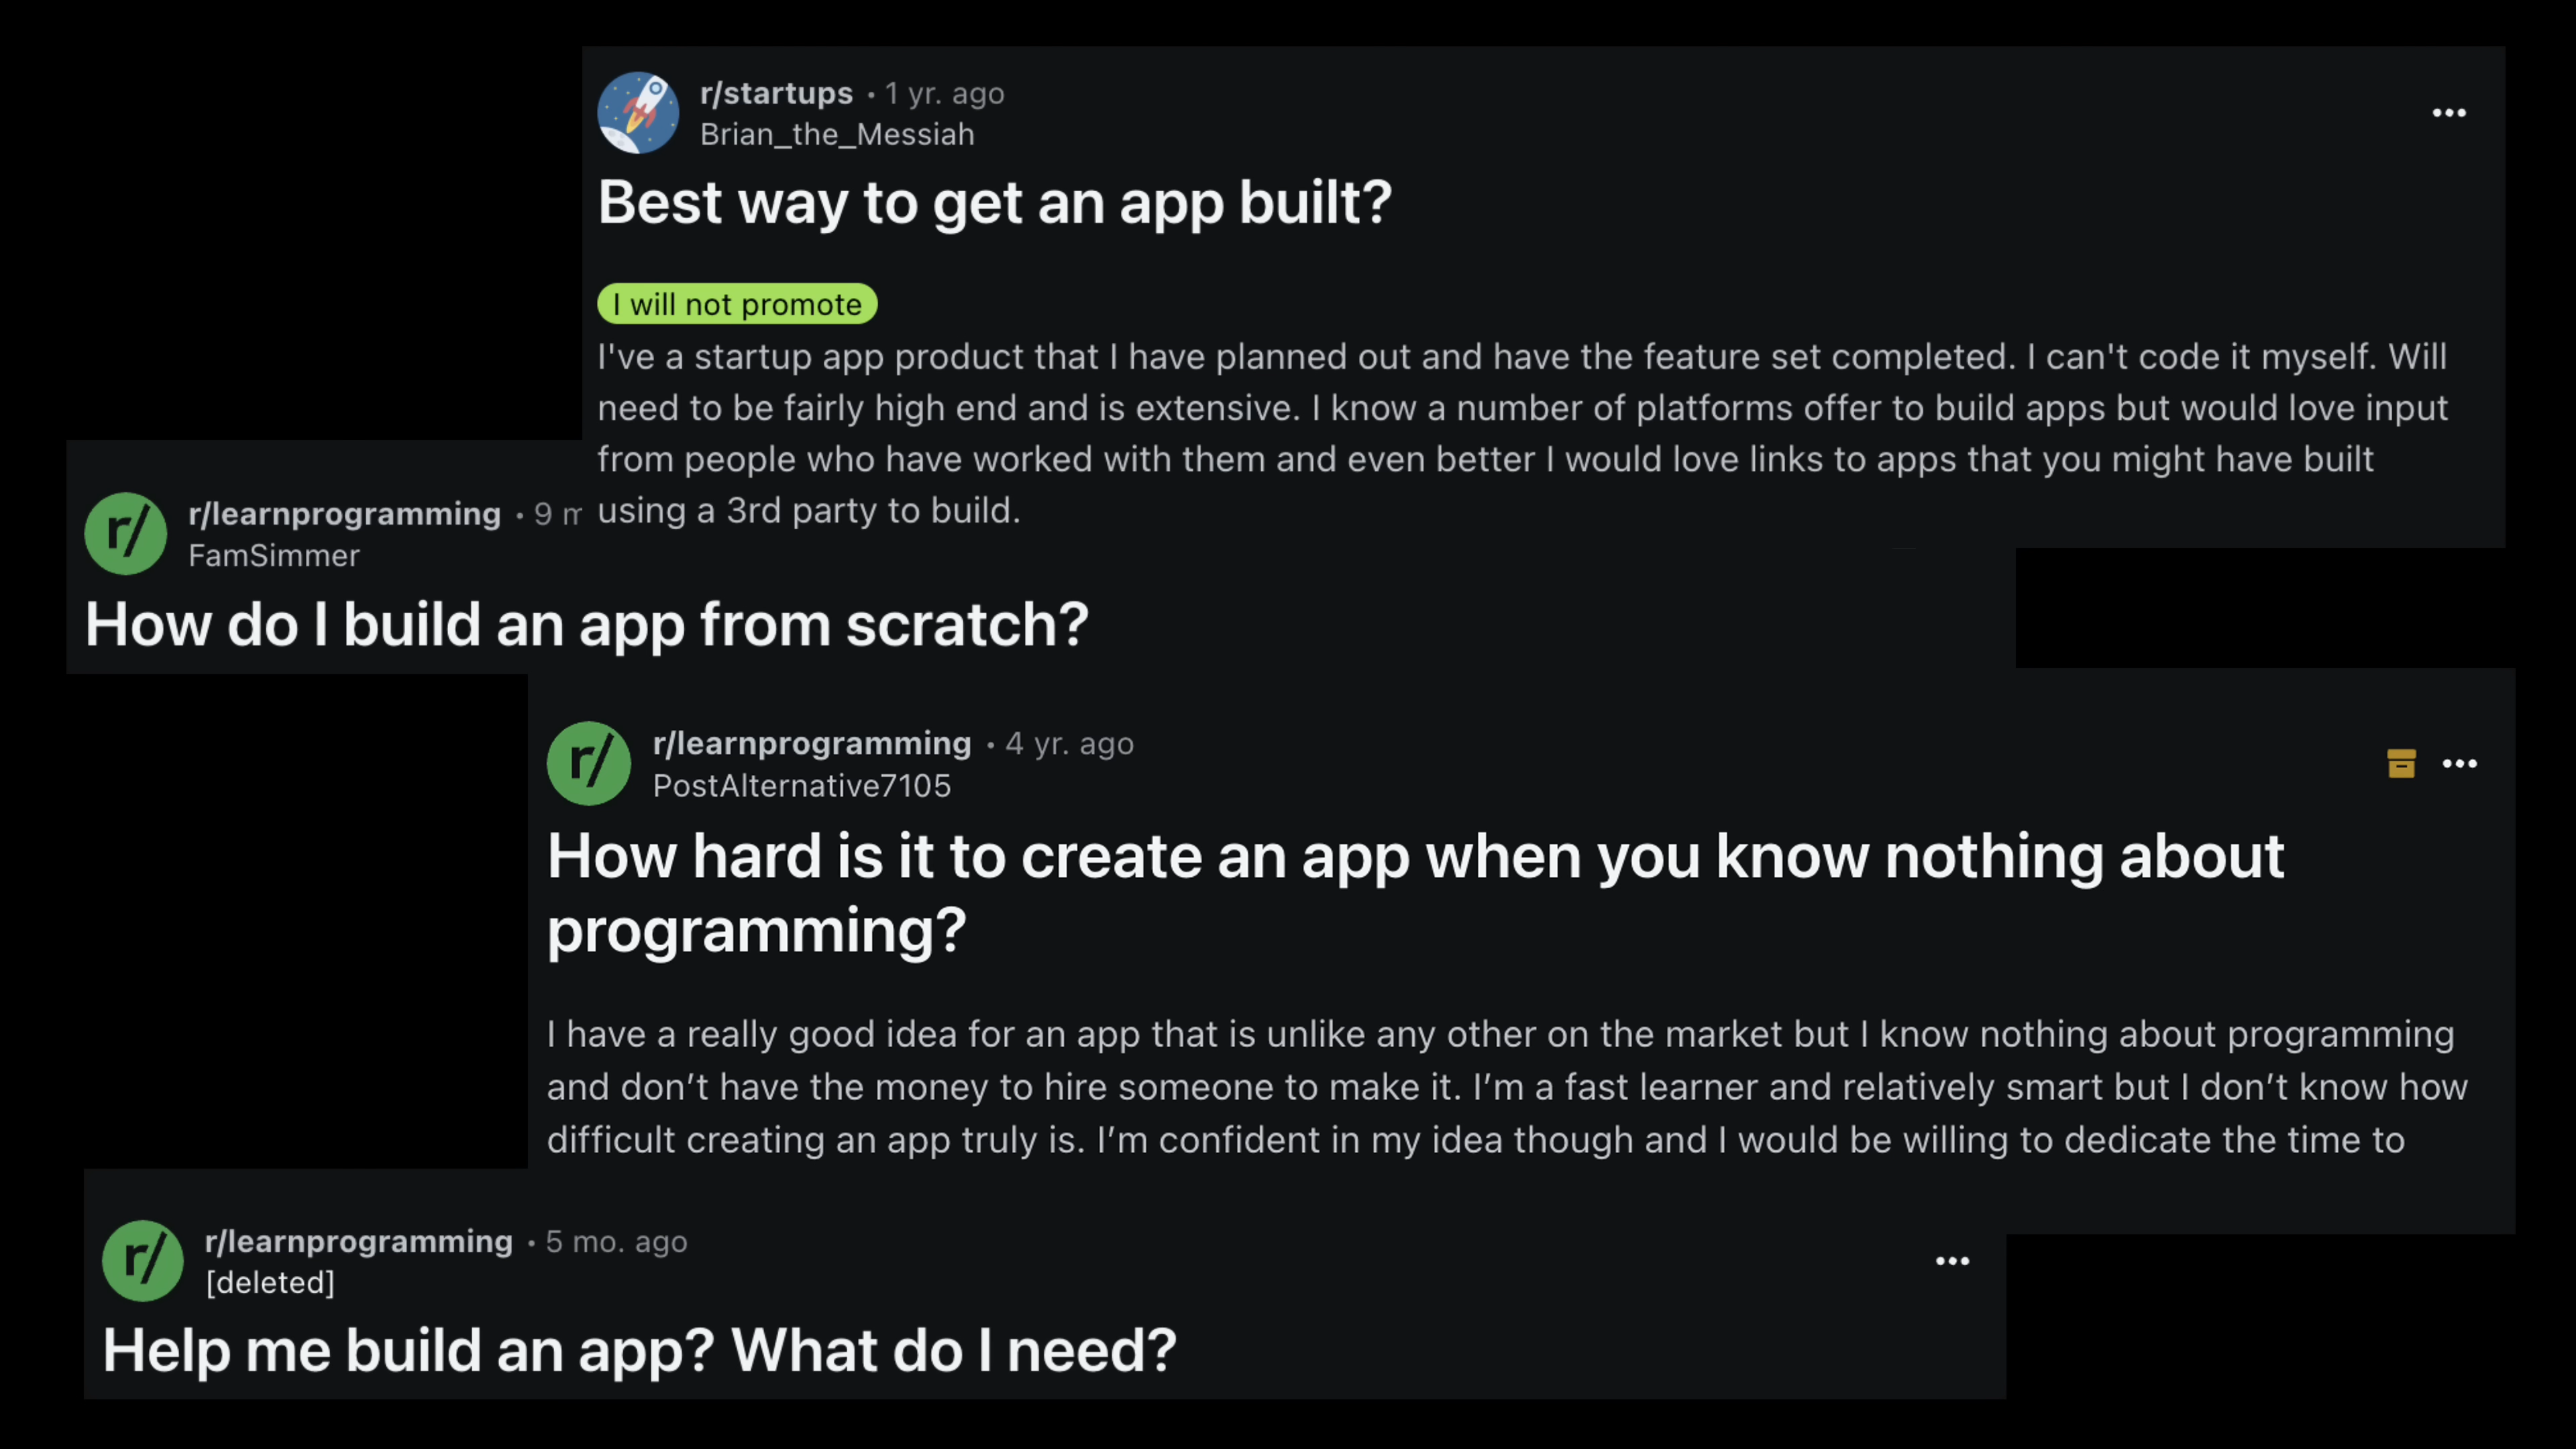 r/startups • 1 yr. ago
Brian_the_Messiah
Best way to get an app built?
I will not promote
I've a startup app product that I have planned out and have the feature set completed. I can't code it myself. Will
need to be fairly high end and is extensive. I know a number of platforms offer to build apps but would love input
from people who have worked with them and even better I would love links to apps that you might have built
using a 3rd party to build.
r/learnprogramming • 9
FamSimmer
How do I build an app from scratch?
r/learnprogramming • 4 yr. ago
PostAlternative7105
How hard is it to create an app when you know nothing about
programming?
I have a really good idea for an app that is unlike any other on the market but I know nothing about programming
and don’t have the money to hire someone to make it. I’m a fast learner and relatively smart but I don’t know how
difficult creating an app truly is. I’m confident in my idea though and I would be willing to dedicate the time to
r/learnprogramming • 5 mo. ago
[deleted]
Help me build an app? What do I need?